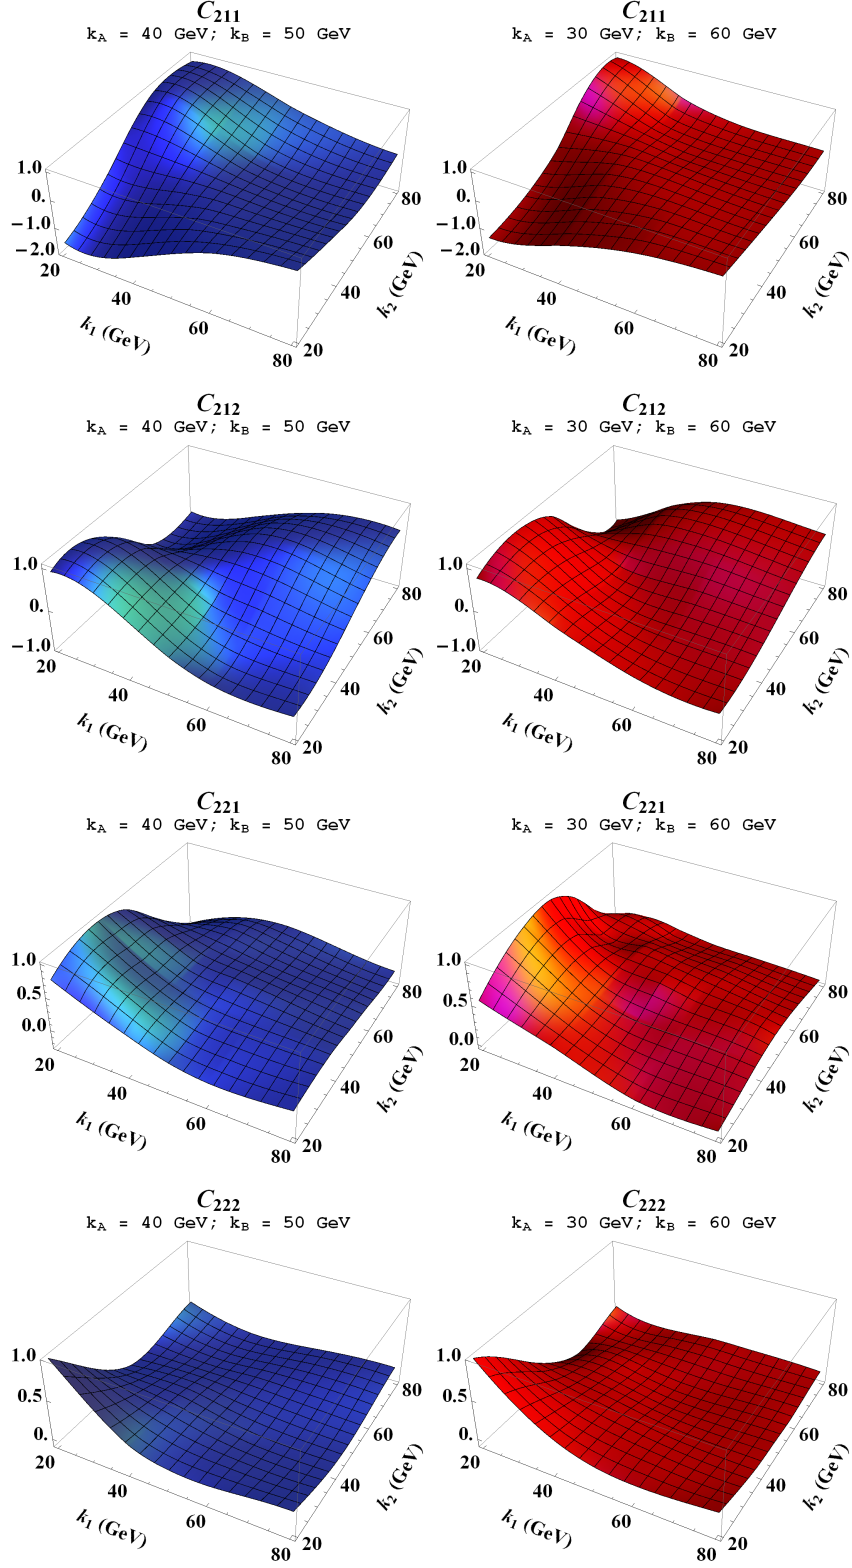 C211
kA = 40 GeV; kB = 50 GeV
1.0
0.
−1.0
−2.0
20
40
60
80
k1 (GeV)
20
40
60
80
k2 (GeV)
C211
kA = 30 GeV; kB = 60 GeV
1.0
0.
−1.0
−2.0
20
40
60
80
k1 (GeV)
20
40
60
80
k2 (GeV)
C212
kA = 40 GeV; kB = 50 GeV
1.0
0.
−1.0
20
40
60
80
k1 (GeV)
20
40
60
80
k2 (GeV)
C212
kA = 30 GeV; kB = 60 GeV
1.0
0.
−1.0
20
40
60
80
k1 (GeV)
20
40
60
80
k2 (GeV)
C221
kA = 40 GeV; kB = 50 GeV
1.0
0.5
0.0
20
40
60
80
k1 (GeV)
20
40
60
80
k2 (GeV)
C221
kA = 30 GeV; kB = 60 GeV
1.0
0.5
0.0
20
40
60
80
k1 (GeV)
20
40
60
80
k2 (GeV)
C222
kA = 40 GeV; kB = 50 GeV
1.0
0.5
0.
20
40
60
80
k1 (GeV)
20
40
60
80
k2 (GeV)
C222
kA = 30 GeV; kB = 60 GeV
1.0
0.5
0.
20
40
60
80
k1 (GeV)
20
40
60
80
k2 (GeV)